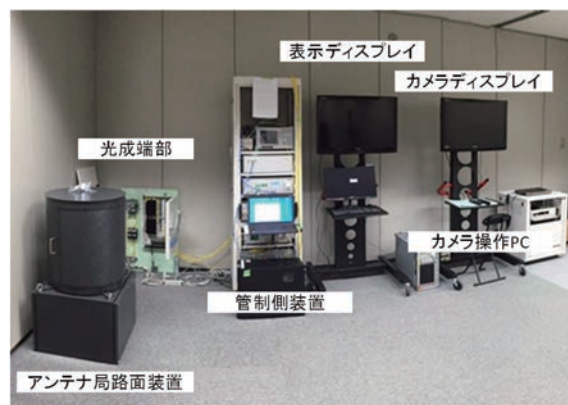 表示ディスプレイ
カメラディスプレイ
光成端部
カメラ操作PC
管制側装置
アンテナ局路面装置